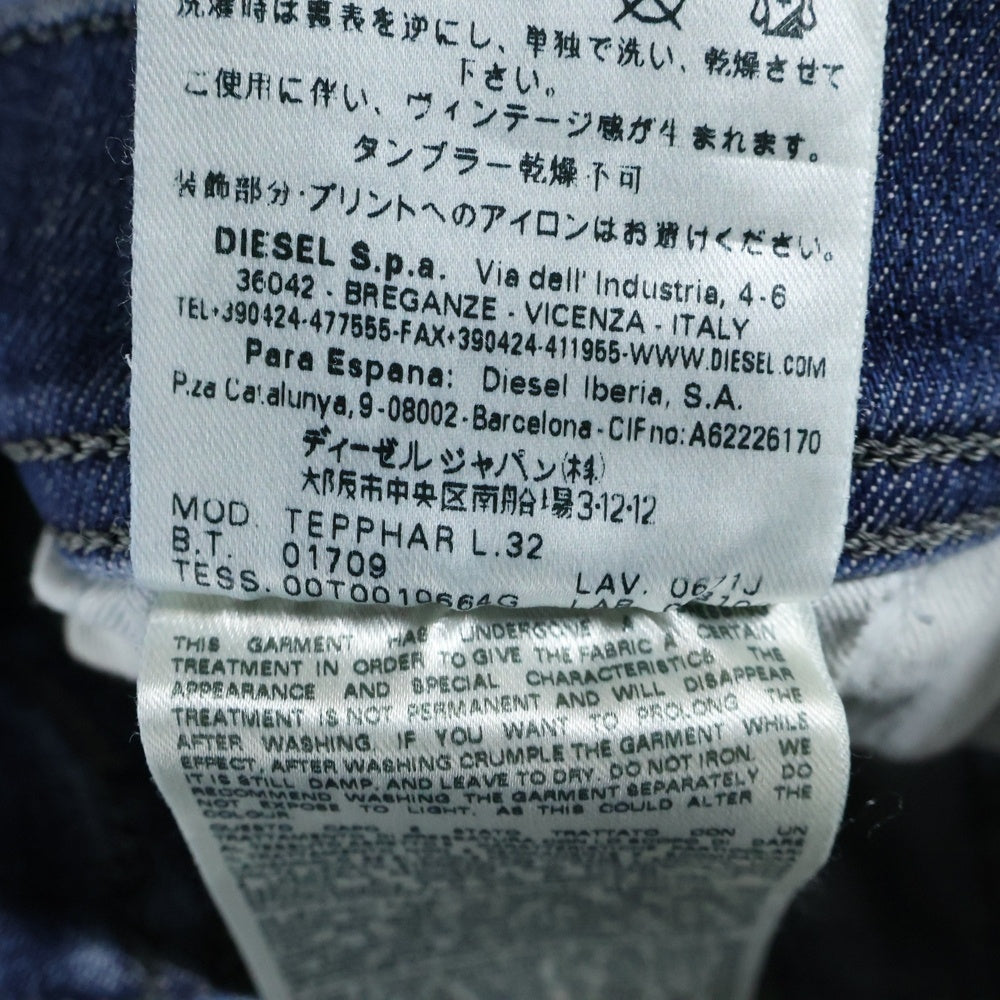 洗濯時は裏表を逆にし、単独で洗い、乾燥させて
下さい。
ご使用に伴い、ヴィンテージ感が生まれます。
タンブラー乾燥不可
装飾部分・プリントへのアイロンはお避けください。
DIESEL S.p.a. Via dell' Industria, 4-6
36042 - BREGANZE - VICENZA - ITALY
TEL+390424-477555-FAX+390424-411955-WWW.DIESEL.COM
Para Espana: Diesel Iberia, S.A.
P.za Catalunya, 9-08002-Barcelona-CIFno:A62226170
ディーゼル ジャパン(株)
大阪市中央区南船場3-12-12
MOD. TEPPHAR L.32
B.T. 01709
TESS. 00T0010664G LAV.
THIS GARMENT HAS UNDERGONE A CERTAIN
TREATMENT IN ORDER TO GIVE THE FABRIC A THE
APPEARANCE AND SPECIAL CHARACTERISTICS
TREATMENT IS NOT PERMANENT AND WILL DISAPPEAR
AFTER WASHING. IF YOU WANT TO PROLONG THE
EFFECT, AFTER WASHING CRUMPLE THE GARMENT WHILE
IT IS STILL DAMP, AND LEAVE TO DRY. DO NOT IRON. WE
RECOMMEND WASHING THE GARMENT SEPARATELY DO
NOT EXPOSE TO LIGHT, AS THIS COULD ALTER THE
COLOUR
QUESTO CAPO È STATO TRATTATO CON UN